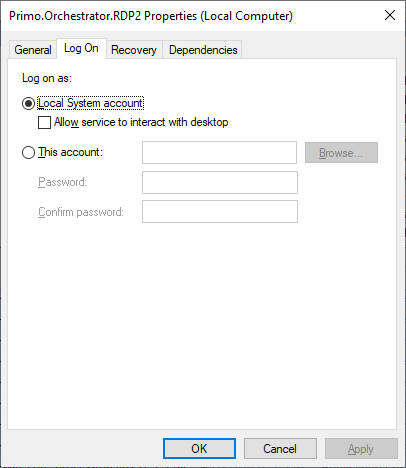 Primo.Orchestrator.RDP2 Properties (Local Computer)
General Log On Recovery Dependencies
Log on as:
Local System account
Allow service to interact with desktop
This account: Browse...
Password:
Confirm password:
OK Cancel Apply